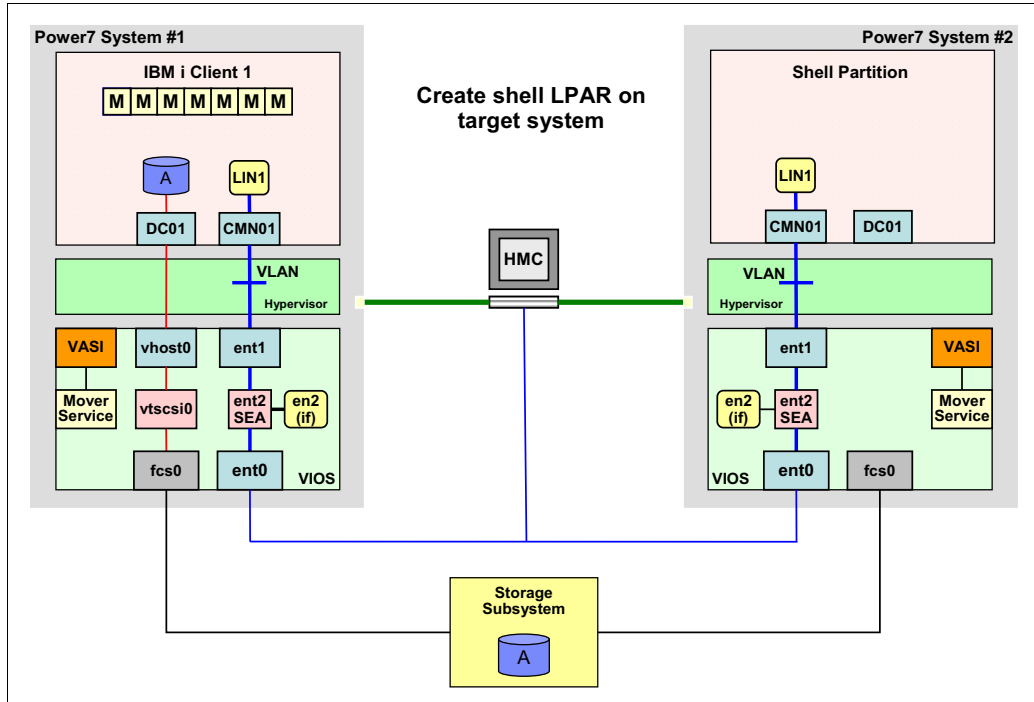 Power7 System #1
IBM i Client 1
M M M M M M M
A
LIN1
DC01
CMN01
VLAN
Hypervisor
VASI
vhost0
ent1
Mover
Service
vtscsi0
ent2
SEA
en2
(if)
fcs0
ent0
VIOS
Create shell LPAR on
target system
HMC
Power7 System #2
Shell Partition
LIN1
CMN01
DC01
VLAN
Hypervisor
ent1
VASI
en2
(if)
ent2
SEA
Mover
Service
VIOS
ent0
fcs0
Storage
Subsystem
A